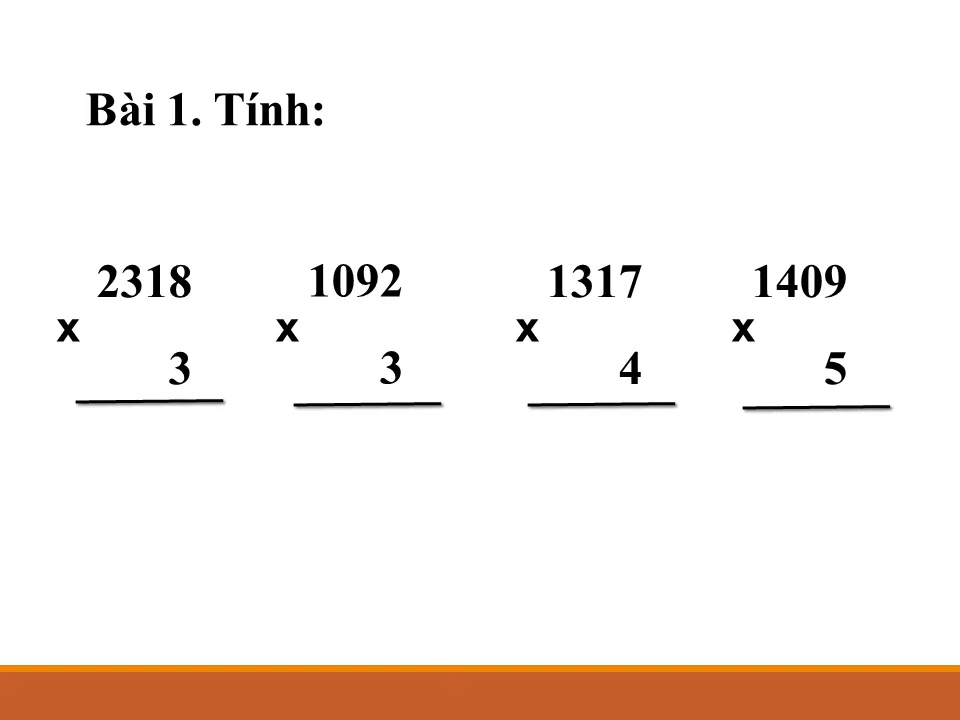 Bài 1. Tính:
2318 1092 1317 1409
x x x x
3 3 4 5